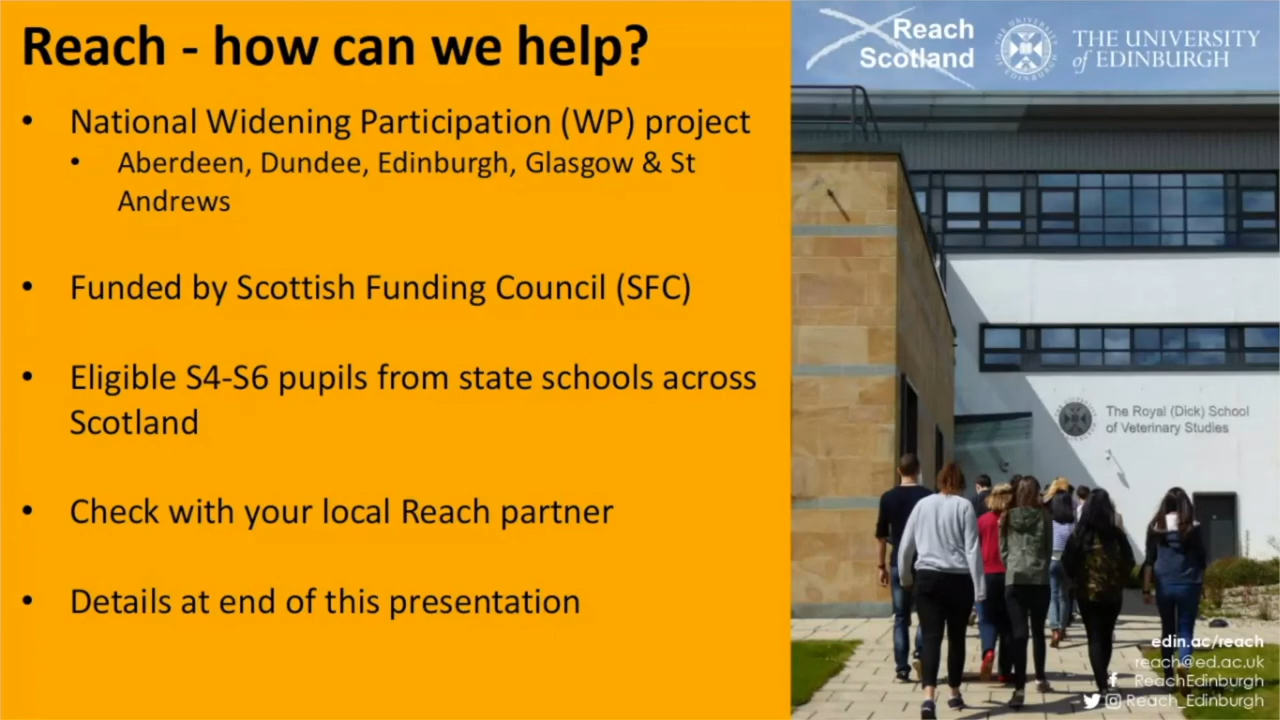 Reach - how can we help?
• National Widening Participation (WP) project
• Aberdeen, Dundee, Edinburgh, Glasgow & St
Andrews
• Funded by Scottish Funding Council (SFC)
• Eligible S4-S6 pupils from state schools across
Scotland
• Check with your local Reach partner
• Details at end of this presentation
Reach
Scotland
THE UNIVERSITY
of EDINBURGH
The Royal (Dick) School
of Veterinary Studies
edin.ac/reach
reach@ed.ac.uk
ReachEdinburgh
Reach_Edinburgh